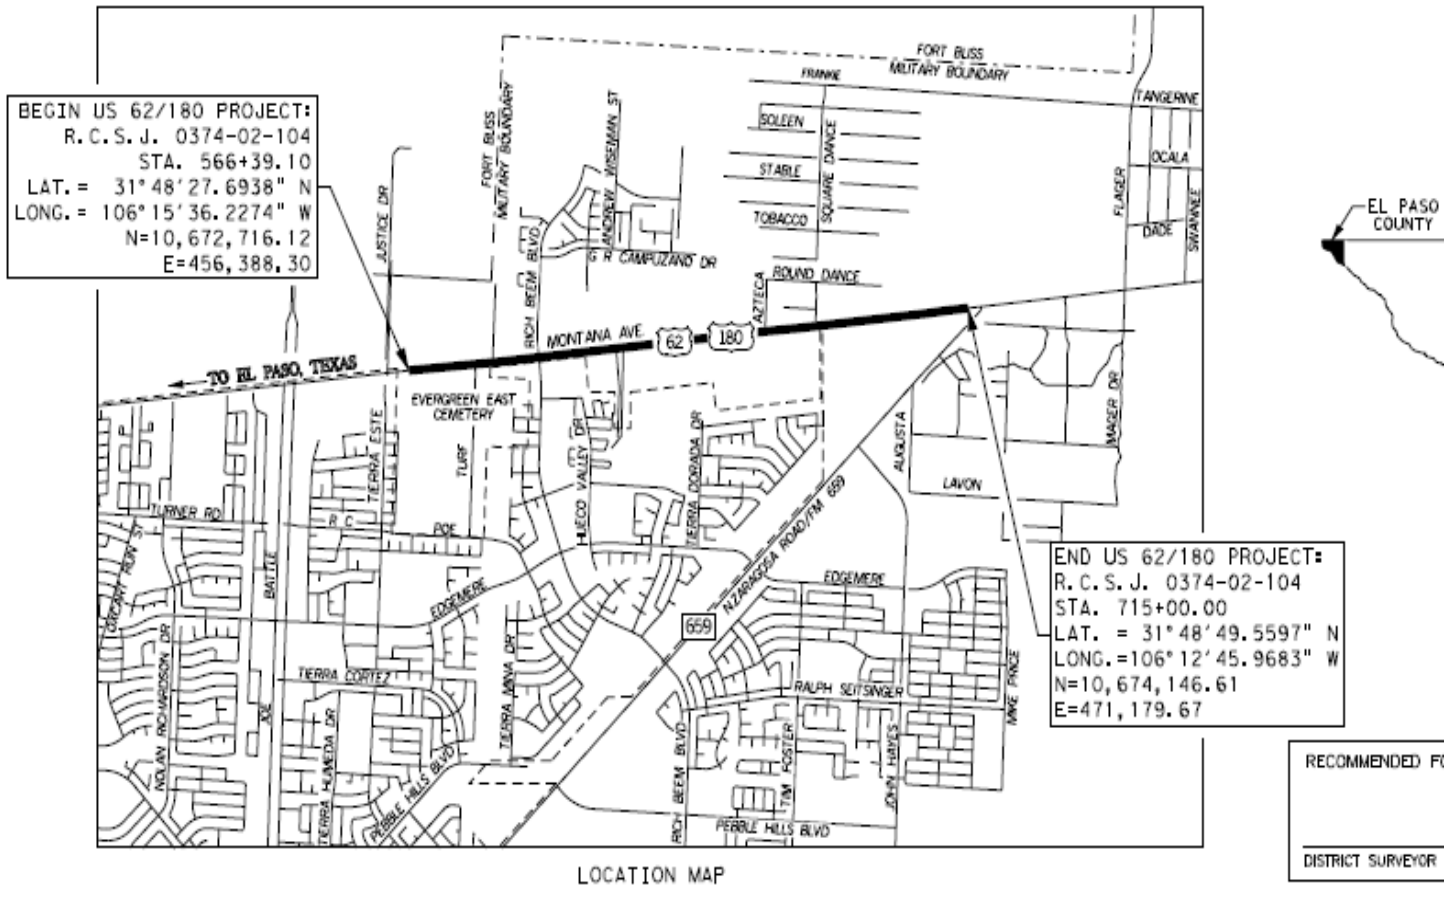 FORT BLISS
MILITARY BOUNDARY
FRANKIE
TANGERINE
BEGIN US 62/180 PROJECT:
R.C.S.J. 0374-02-104
STA. 566+39.10
LAT.= 31°48'27.6938" N
LONG.= 106°15'36.2274" W
N=10,672,716.12
E=456,388.30
FORT BLISS
MILITARY BOUNDARY
ANDREW WISEMAN ST
SOLEEN
STABLE
TOBACCO
SQUARE DANCE
OCALA
FLAGER
DADE
SWANNEE
JUSTICE DR
RICH BEEM BLVD
G R CAMPUZANO DR
AZTECA
ROUND DANCE
EL PASO
COUNTY
MONTANA AVE.
62
180
TO EL PASO, TEXAS
EVERGREEN EAST
CEMETERY
TIERRA ESTE
TURF
HUECO VALLEY DR
TIERRA DORADA DR
AUGUSTA
MAGER DR
LAVON
TURNER RD
R C
POE
N.ZARAGOSA ROAD/FM 659
BATTLE
EDGEMERE
EDGEMERE
659
END US 62/180 PROJECT:
R.C.S.J. 0374-02-104
STA. 715+00.00
LAT. = 31°48'49.5597" N
LONG.=106°12'45.9683" W
N=10,674,146.61
E=471,179.67
RUN ST
NOLAN RICHARDSON DR
TIERRA CORTEZ
TIERRA MINA DR
RALPH SEITSINGER
MIKE PRICE
JOE
TIERRA HUMEDA DR
PEBBLE HILLS BLVD
RICH BEEM BLVD
TIM FOSTER
JOHN HAYES
PEBBLE HILLS BLVD
RECOMMENDED FO
DISTRICT SURVEYOR
LOCATION MAP